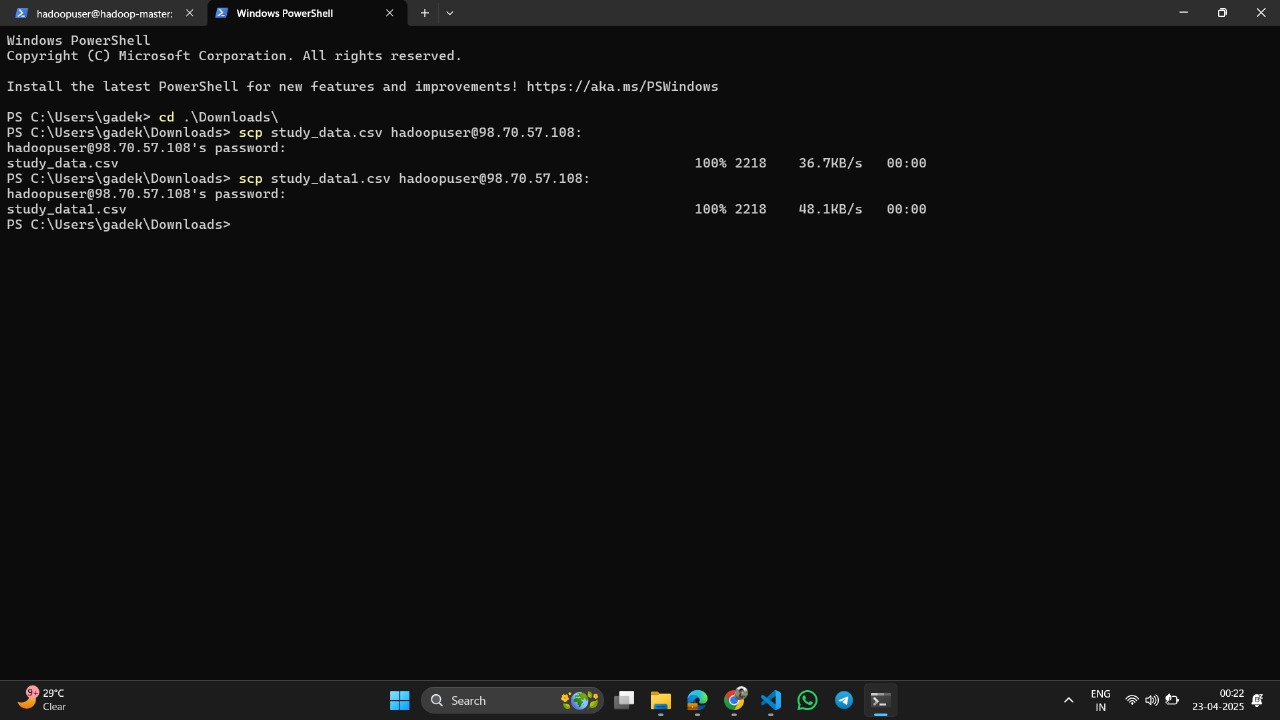 hadoopuser@hadoop-master:
Windows PowerShell
Windows PowerShell
Copyright (C) Microsoft Corporation. All rights reserved.
Install the latest PowerShell for new features and improvements! https://aka.ms/PSWindows
PS C:\Users\gadek> cd .\Downloads\
PS C:\Users\gadek\Downloads> scp study_data.csv hadoopuser@98.70.57.108:
hadoopuser@98.70.57.108's password:
study_data.csv 100% 2218 36.7KB/s 00:00
PS C:\Users\gadek\Downloads> scp study_data1.csv hadoopuser@98.70.57.108:
hadoopuser@98.70.57.108's password:
study_data1.csv 100% 2218 48.1KB/s 00:00
PS C:\Users\gadek\Downloads>
9+
29°C
Clear
Search
ENG
IN
00:22
23-04-2025